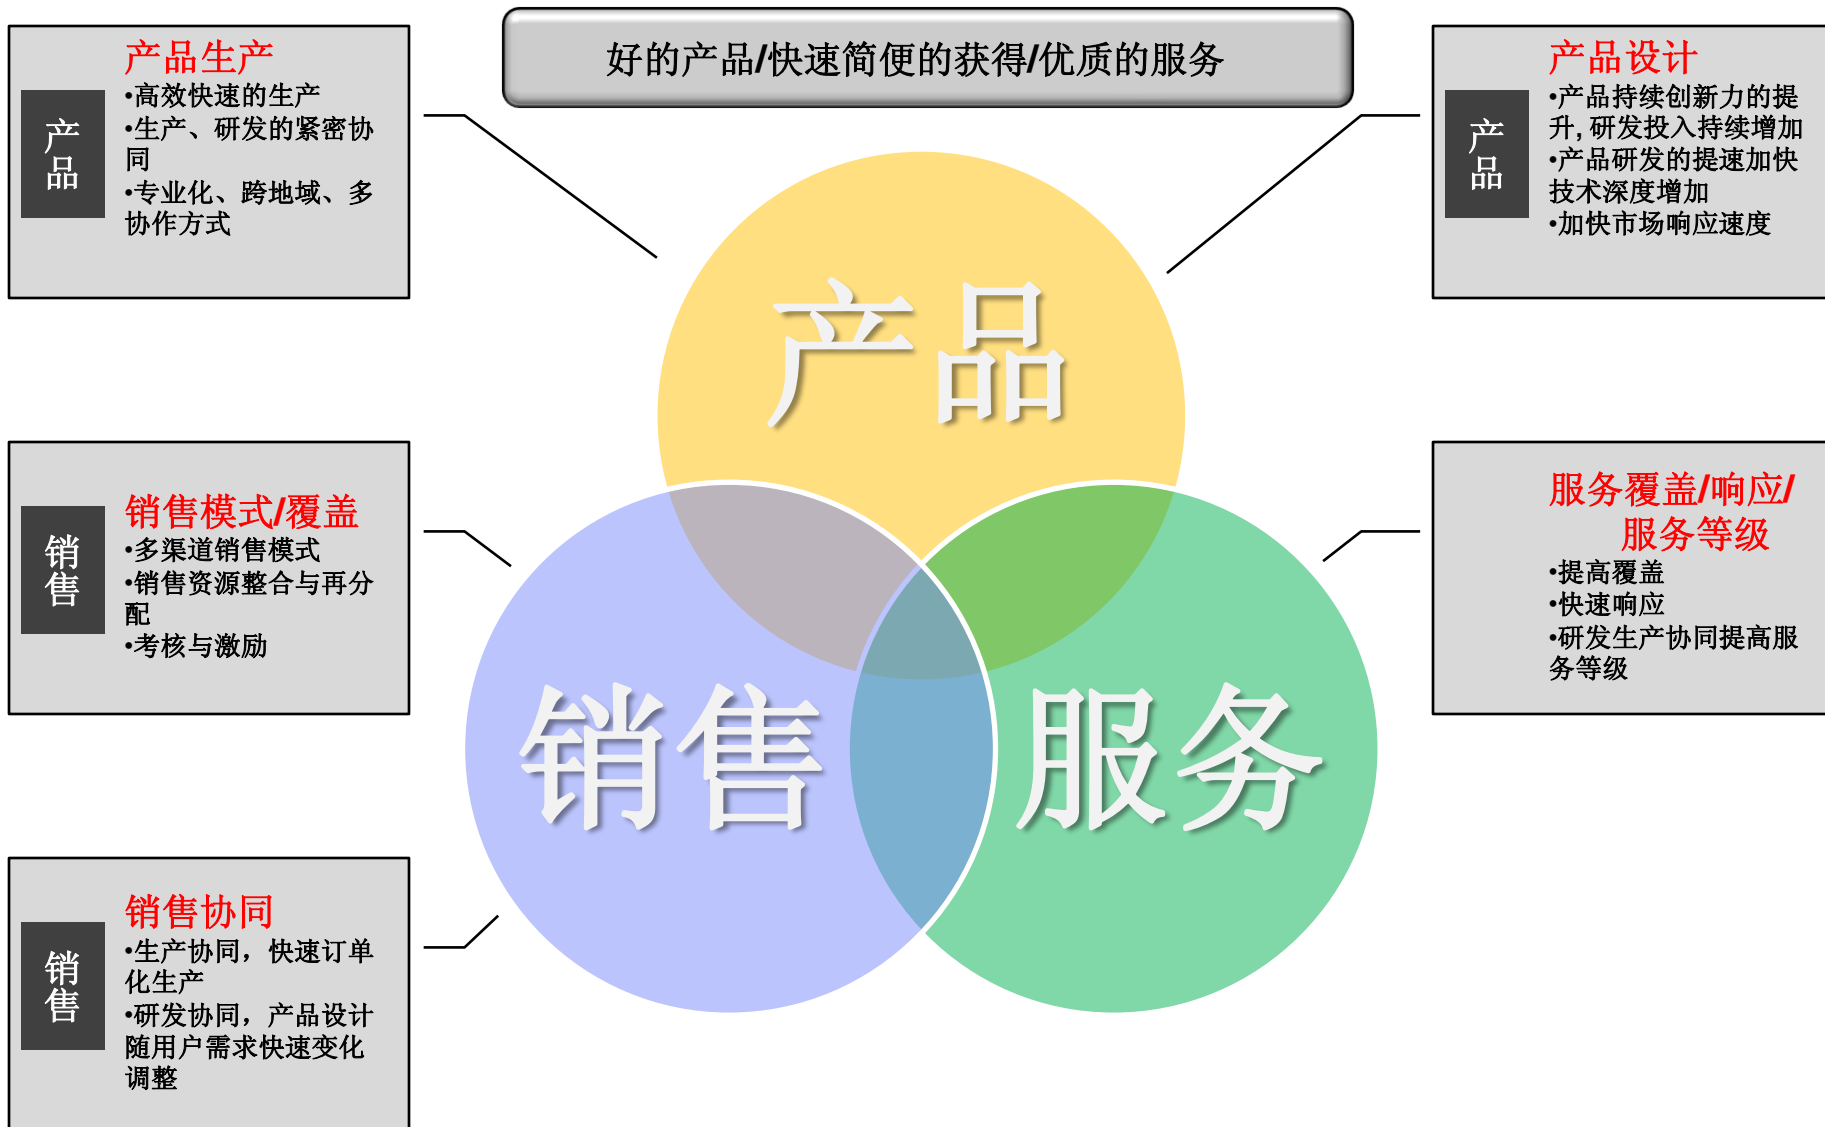 好的产品/快速简便的获得/优质的服务
产品
产品生产
•高效快速的生产
•生产、研发的紧密协
同
•专业化、跨地域、多
协作方式
产品
产品设计
•产品持续创新力的提
升,研发投入持续增加
•产品研发的提速加快
技术深度增加
•加快市场响应速度
产品
销售
服务
销售
销售模式/覆盖
•多渠道销售模式
•销售资源整合与再分
配
•考核与激励
服务覆盖/响应/
服务等级
•提高覆盖
•快速响应
•研发生产协同提高服
务等级
销售
销售协同
•生产协同，快速订单
化生产
•研发协同，产品设计
随用户需求快速变化
调整